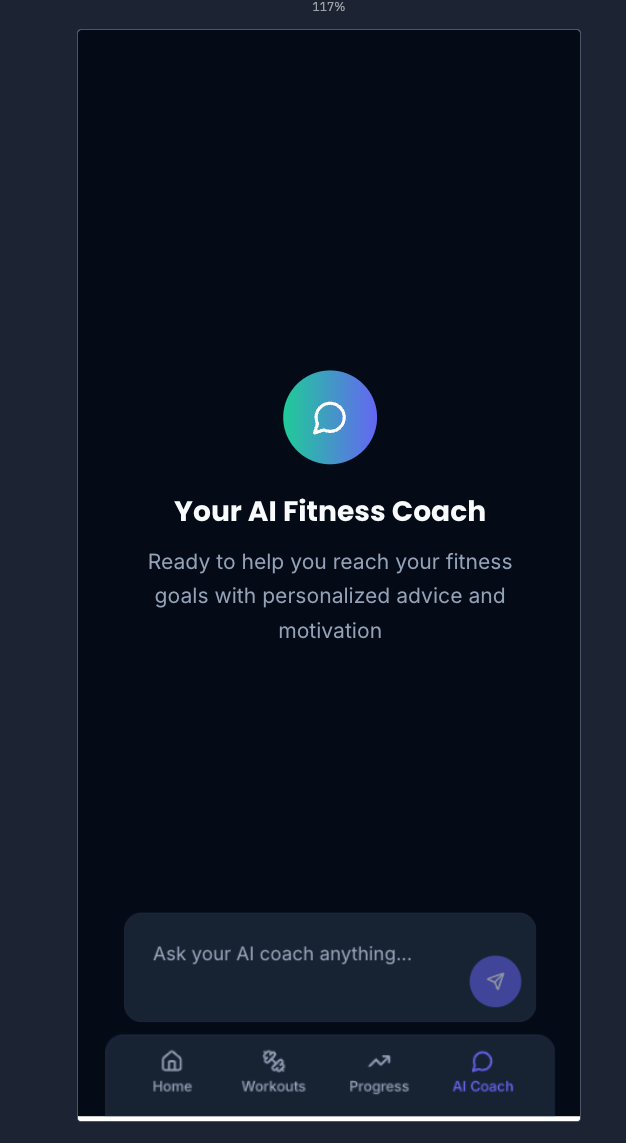 117%
Your AI Fitness Coach
Ready to help you reach your fitness
goals with personalized advice and
motivation
Ask your AI coach anything...
Home Workouts Progress AI Coach